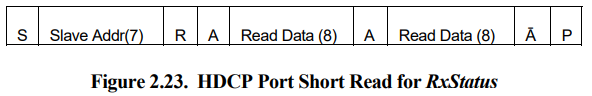 S Slave Addr(7) R A Read Data (8) A Read Data (8) Ā P
Figure 2.23. HDCP Port Short Read for RxStatus